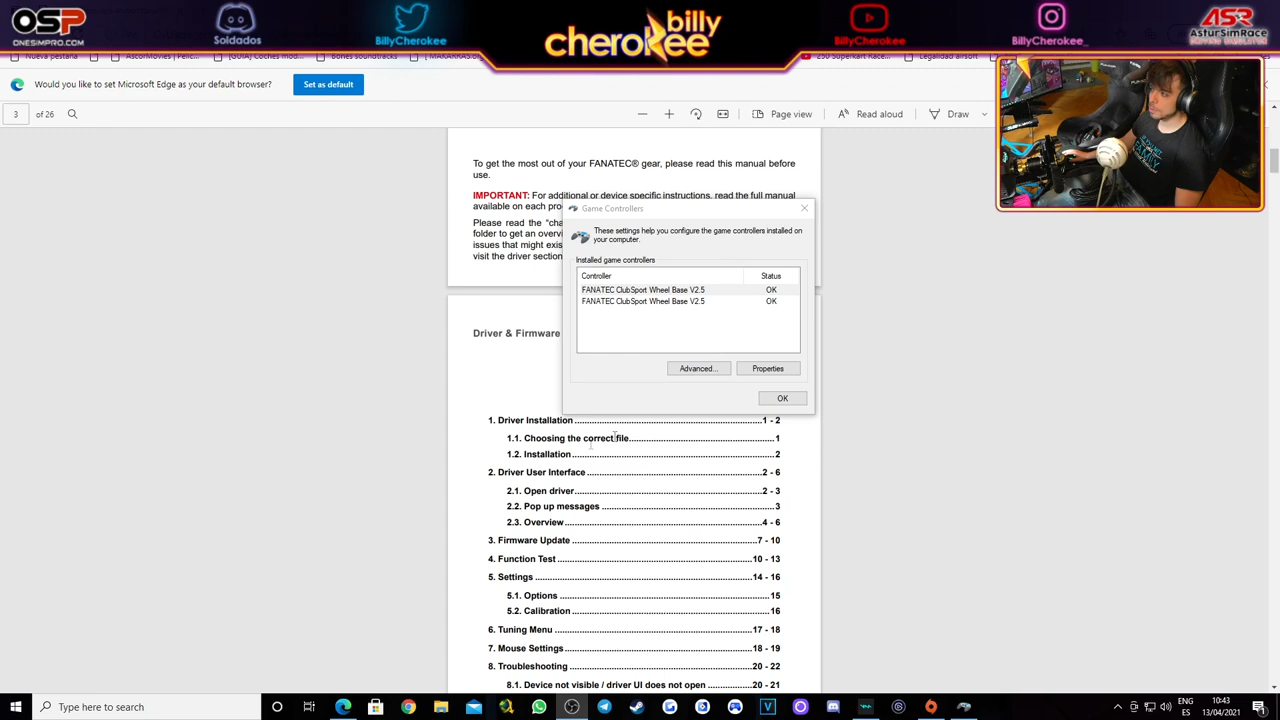 OSP
ONESIMPRO.COM
Soldados
BillyCherokee
billy
cherokee
BillyCherokee
BillyCherokee_
ASR
AsturSimRace
Nueva pestaña
Would you like to set Microsoft Edge as your default browser?
Set as default
3 of 26
Page view
Read aloud
Draw
To get the most out of your FANATEC® gear, please read this manual before
use.
IMPORTANT: For additional or device specific instructions, read the full manual
available on each pro
Please read the "cha
folder to get an overv
issues that might exis
visit the driver section
Game Controllers
These settings help you configure the game controllers installed on
your computer.
Installed game controllers
Controller Status
FANATEC ClubSport Wheel Base V2.5 OK
FANATEC ClubSport Wheel Base V2.5 OK
Advanced...
Properties
OK
Driver & Firmware
1. Driver Installation 1 - 2
1.1. Choosing the correct file 1
1.2. Installation 2
2. Driver User Interface 2 - 6
2.1. Open driver 2 - 3
2.2. Pop up messages 3
2.3. Overview 4 - 6
3. Firmware Update 7 - 10
4. Function Test 10 - 13
5. Settings 14 - 16
5.1. Options 15
5.2. Calibration 16
6. Tuning Menu 17 - 18
7. Mouse Settings 18 - 19
8. Troubleshooting 20 - 22
8.1. Device not visible / driver UI does not open 20 - 21
Type here to search
ENG
ES
10:43
13/04/2021